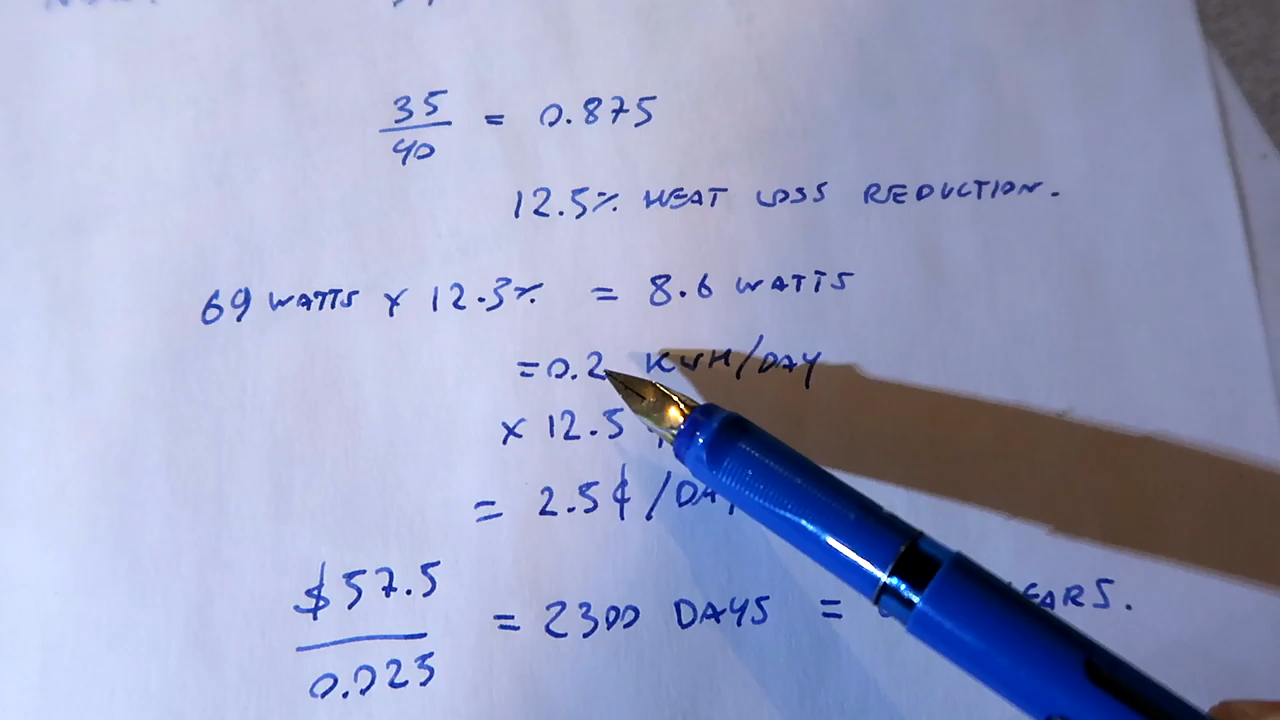 35
40 = 0.875
12.5% HEAT LOSS REDUCTION.
69 WATTS x 12.5% = 8.6 WATTS
= 0.2 KWH/DAY
x 12.5
= 2.5¢/DAY
$57.5
0.025 = 2300 DAYS =